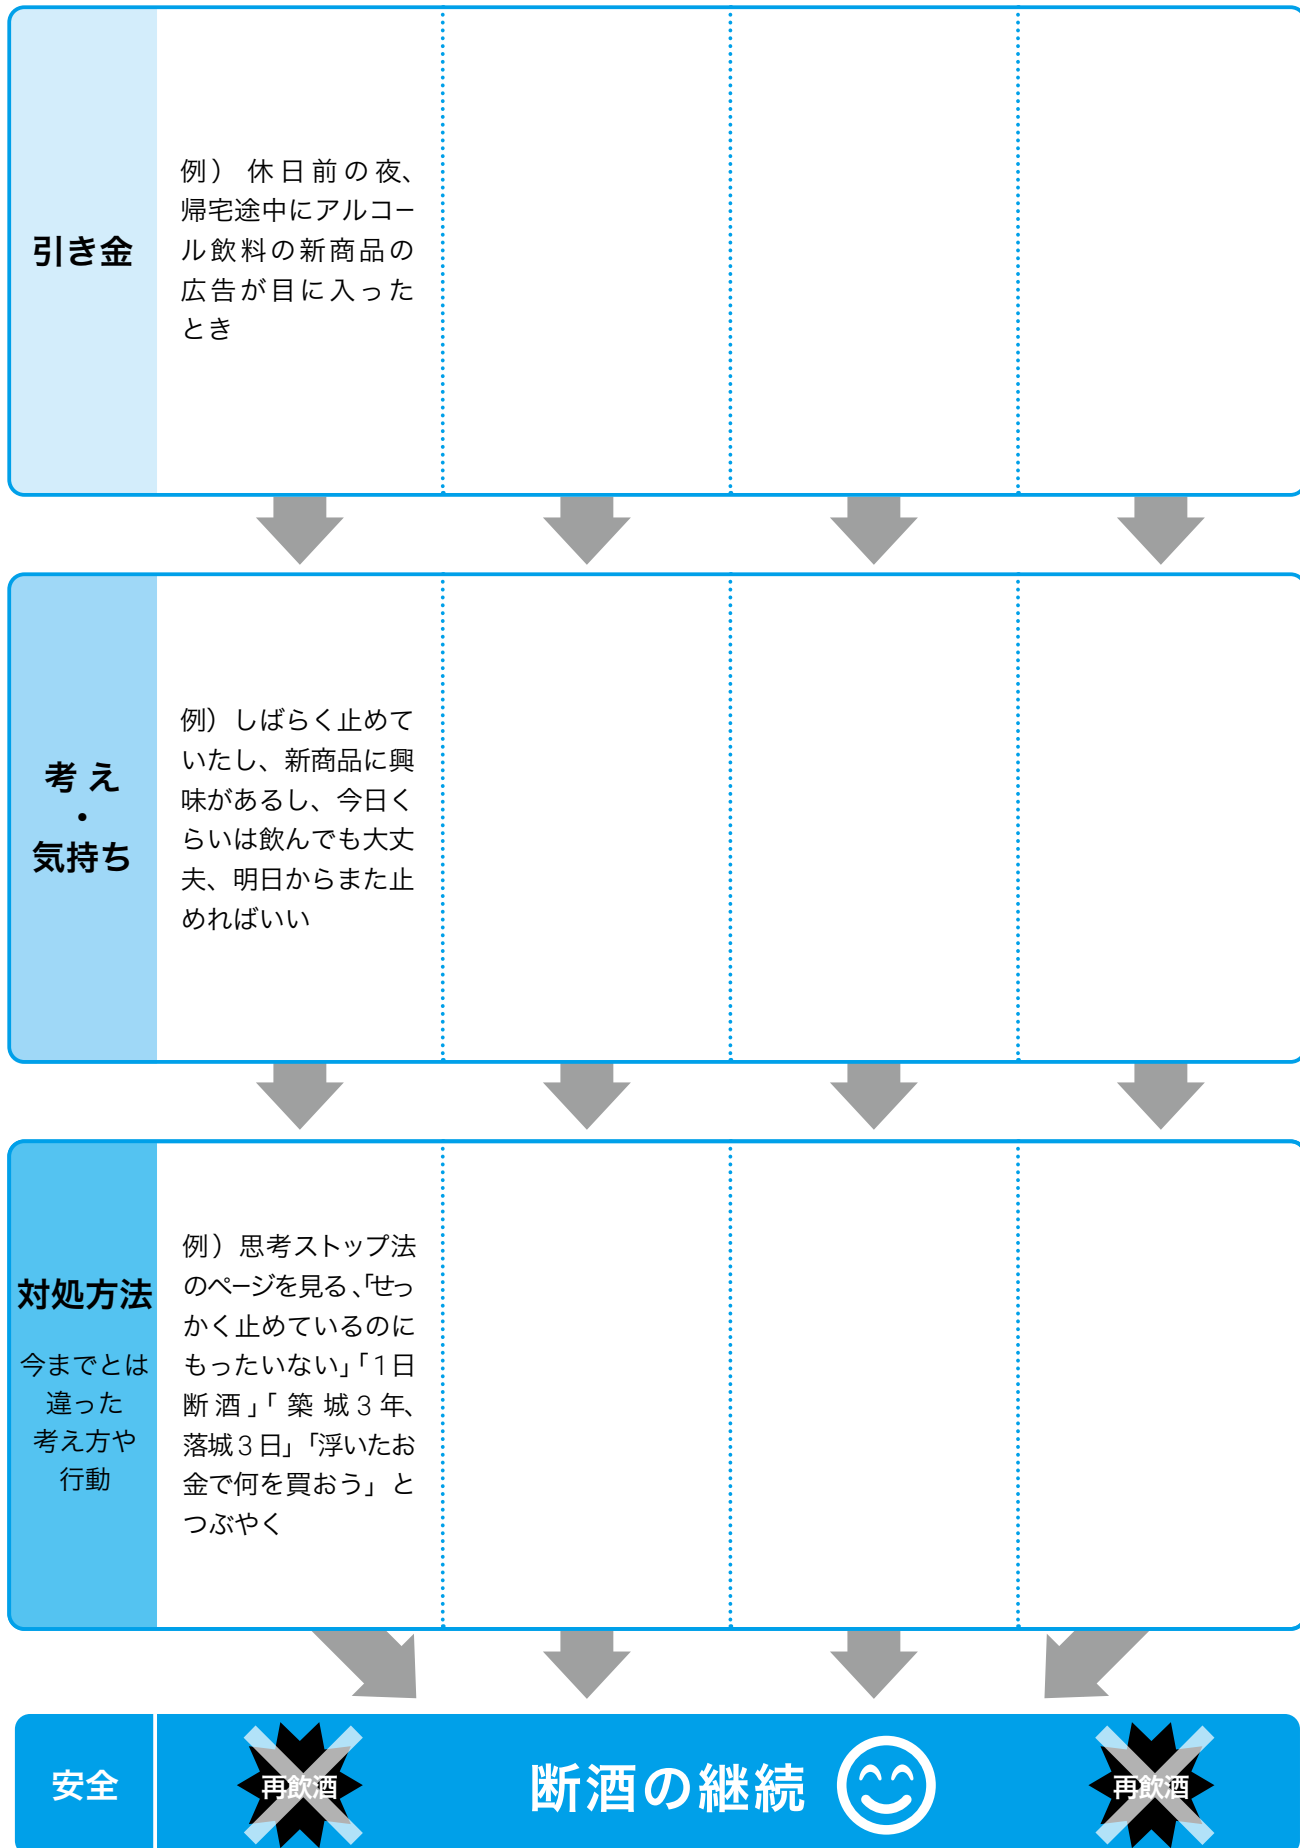 引き金
例） 休日前の夜、
帰宅途中にアルコー
ル飲料の新商品の
広告が目に入った
とき
考え
・
気持ち
例）しばらく止めて
いたし、新商品に興
味があるし、今日く
らいは飲んでも大丈
夫、明日からまた止
めればいい
対処方法
今までとは
違った
考え方や
行動
例）思考ストップ法
のページを見る、「せっ
かく止めているのに
もったいない」「1日
断酒」「築城3年、
落城3日」「浮いたお
金で何を買おう」と
つぶやく
安全
再飲酒
断酒の継続
再飲酒